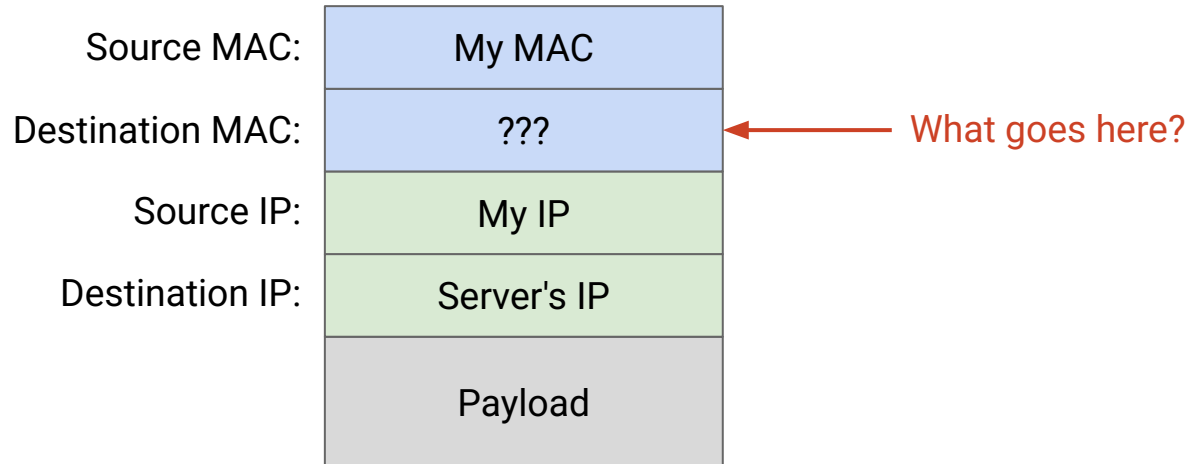 Source MAC: My MAC
Destination MAC: ??? What goes here?
Source IP: My IP
Destination IP: Server's IP
Payload